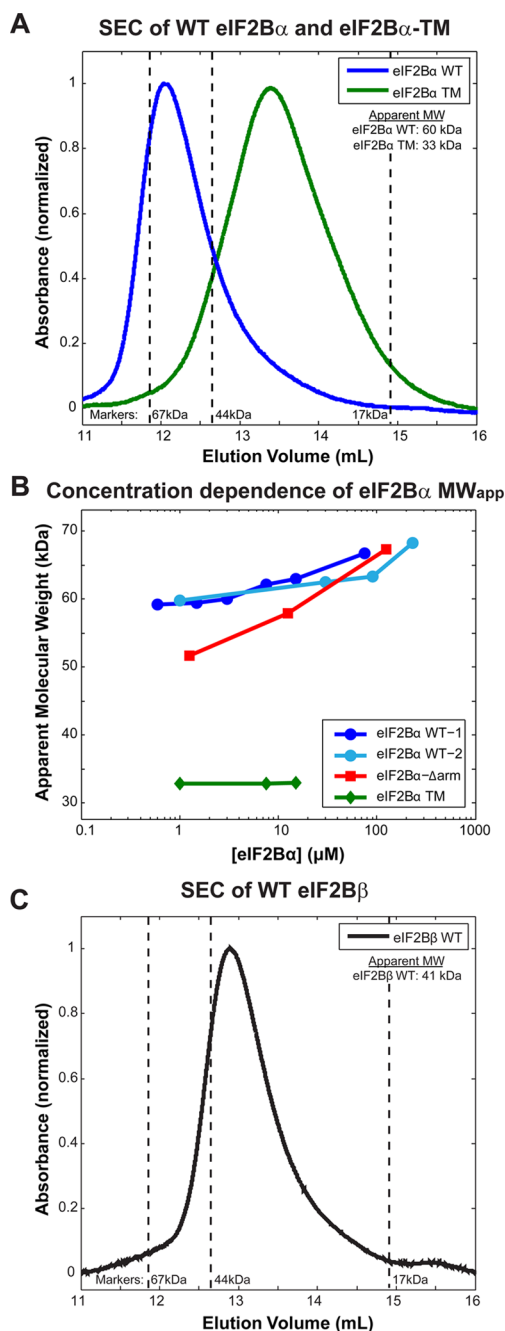 A
SEC of WT eIF2Bα and eIF2Bα-TM
Absorbance (normalized)
1
0.8
0.6
0.4
0.2
0
eIF2Bα WT
eIF2Bα TM
Apparent MW
eIF2Bα WT: 60 kDa
eIF2Bα TM: 33 kDa
Markers: 67kDa 44kDa 17kDa
11 12 13 14 15 16
Elution Volume (mL)
B
Concentration dependence of eIF2Bα MWapp
Apparent Molecular Weight (kDa)
70
60
50
40
30
eIF2Bα WT−1
eIF2Bα WT−2
eIF2Bα−Δarm
eIF2Bα TM
0.1 1 10 100 1000
[eIF2Bα] (μM)
SEC of WT eIF2Bβ
C
Absorbance (normalized)
1
0.8
0.6
0.4
0.2
0
eIF2Bβ WT
Apparent MW
eIF2Bβ WT: 41 kDa
Markers: 67kDa 44kDa 17kDa
11 12 13 14 15 16
Elution Volume (mL)